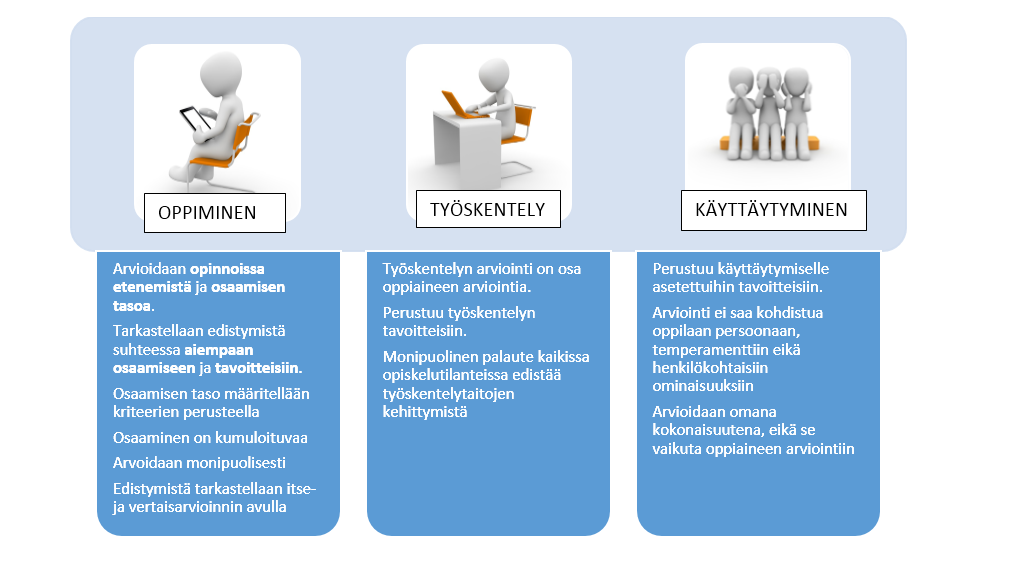 OPPIMINEN
TYÖSKENTELY
KÄYTTÄYTYMINEN
Arvioidaan opinnoissa
etenemistä ja osaamisen
tasoa.
Tarkastellaan edistymistä
suhteessa aiempaan
osaamiseen ja tavoitteisiin.
Osaamisen taso määritellään
kriteerien perusteella
Osaaminen on kumuloituvaa
Arvoidaan monipuolisesti
Edistymistä tarkastellaan itse-
ja vertaisarvioinnin avulla
Työskentelyn arviointi on osa
oppiaineen arviointia.
Perustuu työskentelyn
tavoitteisiin.
Monipuolinen palaute kaikissa
opiskelutilanteissa edistää
työskentelytaitojen
kehittymistä
Perustuu käyttäytymiselle
asetettuihin tavoitteisiin.
Arviointi ei saa kohdistua
oppilaan persoonaan,
temperamenttiin eikä
henkilökohtaisiin
ominaisuuksiin
Arvioidaan omana
kokonaisuutena, eikä se
vaikuta oppiaineen arviointiin